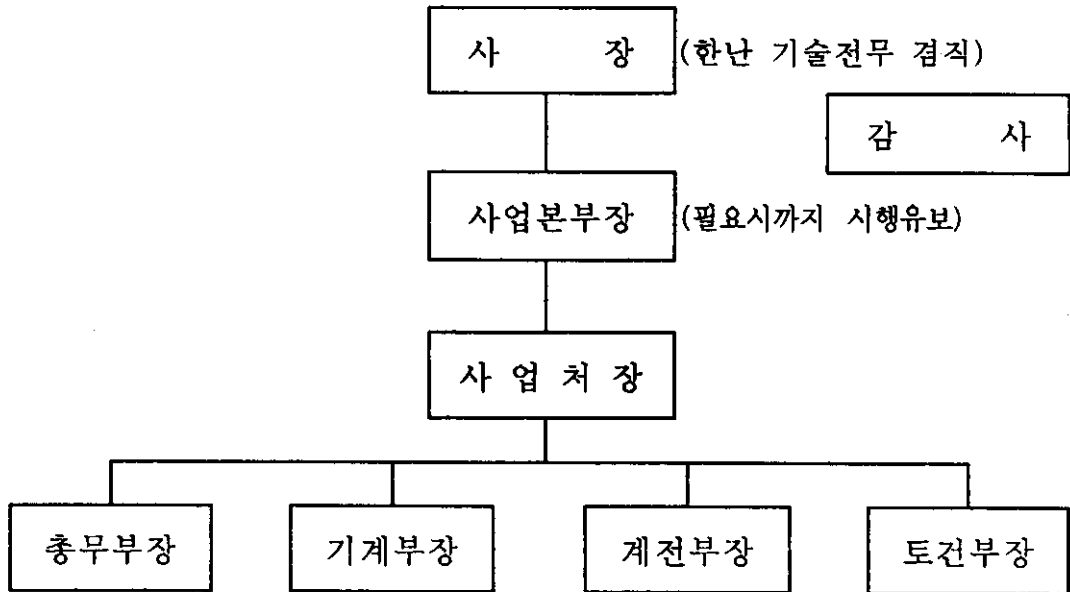 사 장 (한난 기술전무 겸직)
감 사
사업본부장 (필요시까지 시행유보)
사 업 처 장
총무부장 기계부장 계전부장 토건부장